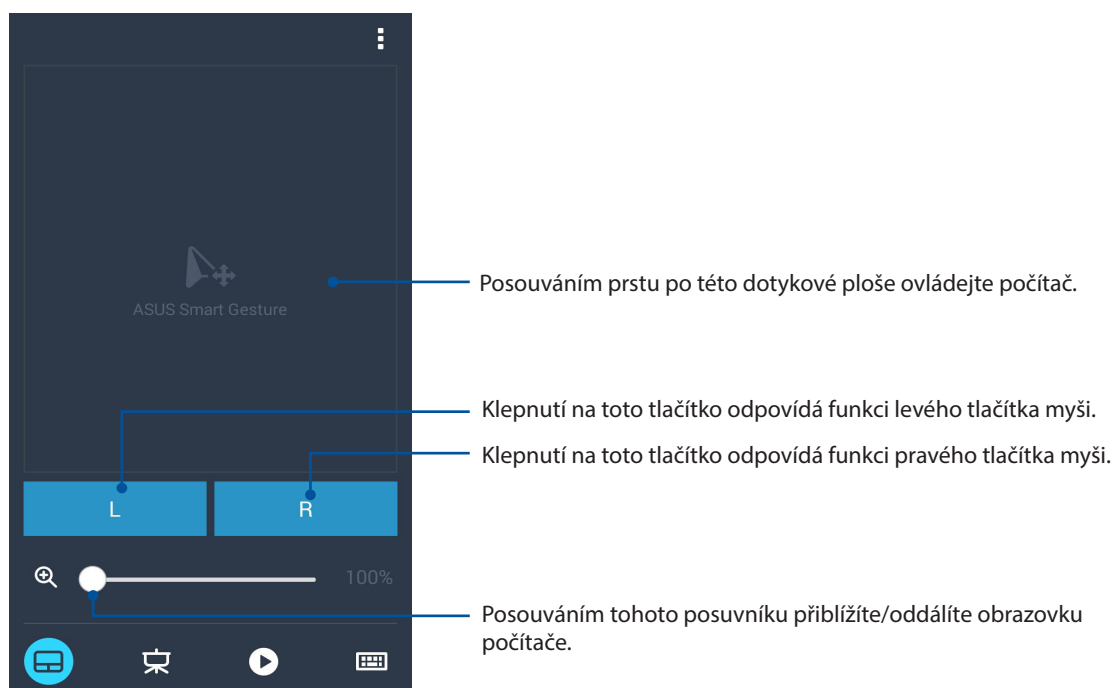 Posouváním prstu po této dotykové ploše ovládejte počítač.
ASUS Smart Gesture
Klepnutí na toto tlačítko odpovídá funkci levého tlačítka myši.
Klepnutí na toto tlačítko odpovídá funkci pravého tlačítka myši.
L
R
100%
Posouváním tohoto posuvníku přiblížíte/oddálíte obrazovku
počítače.